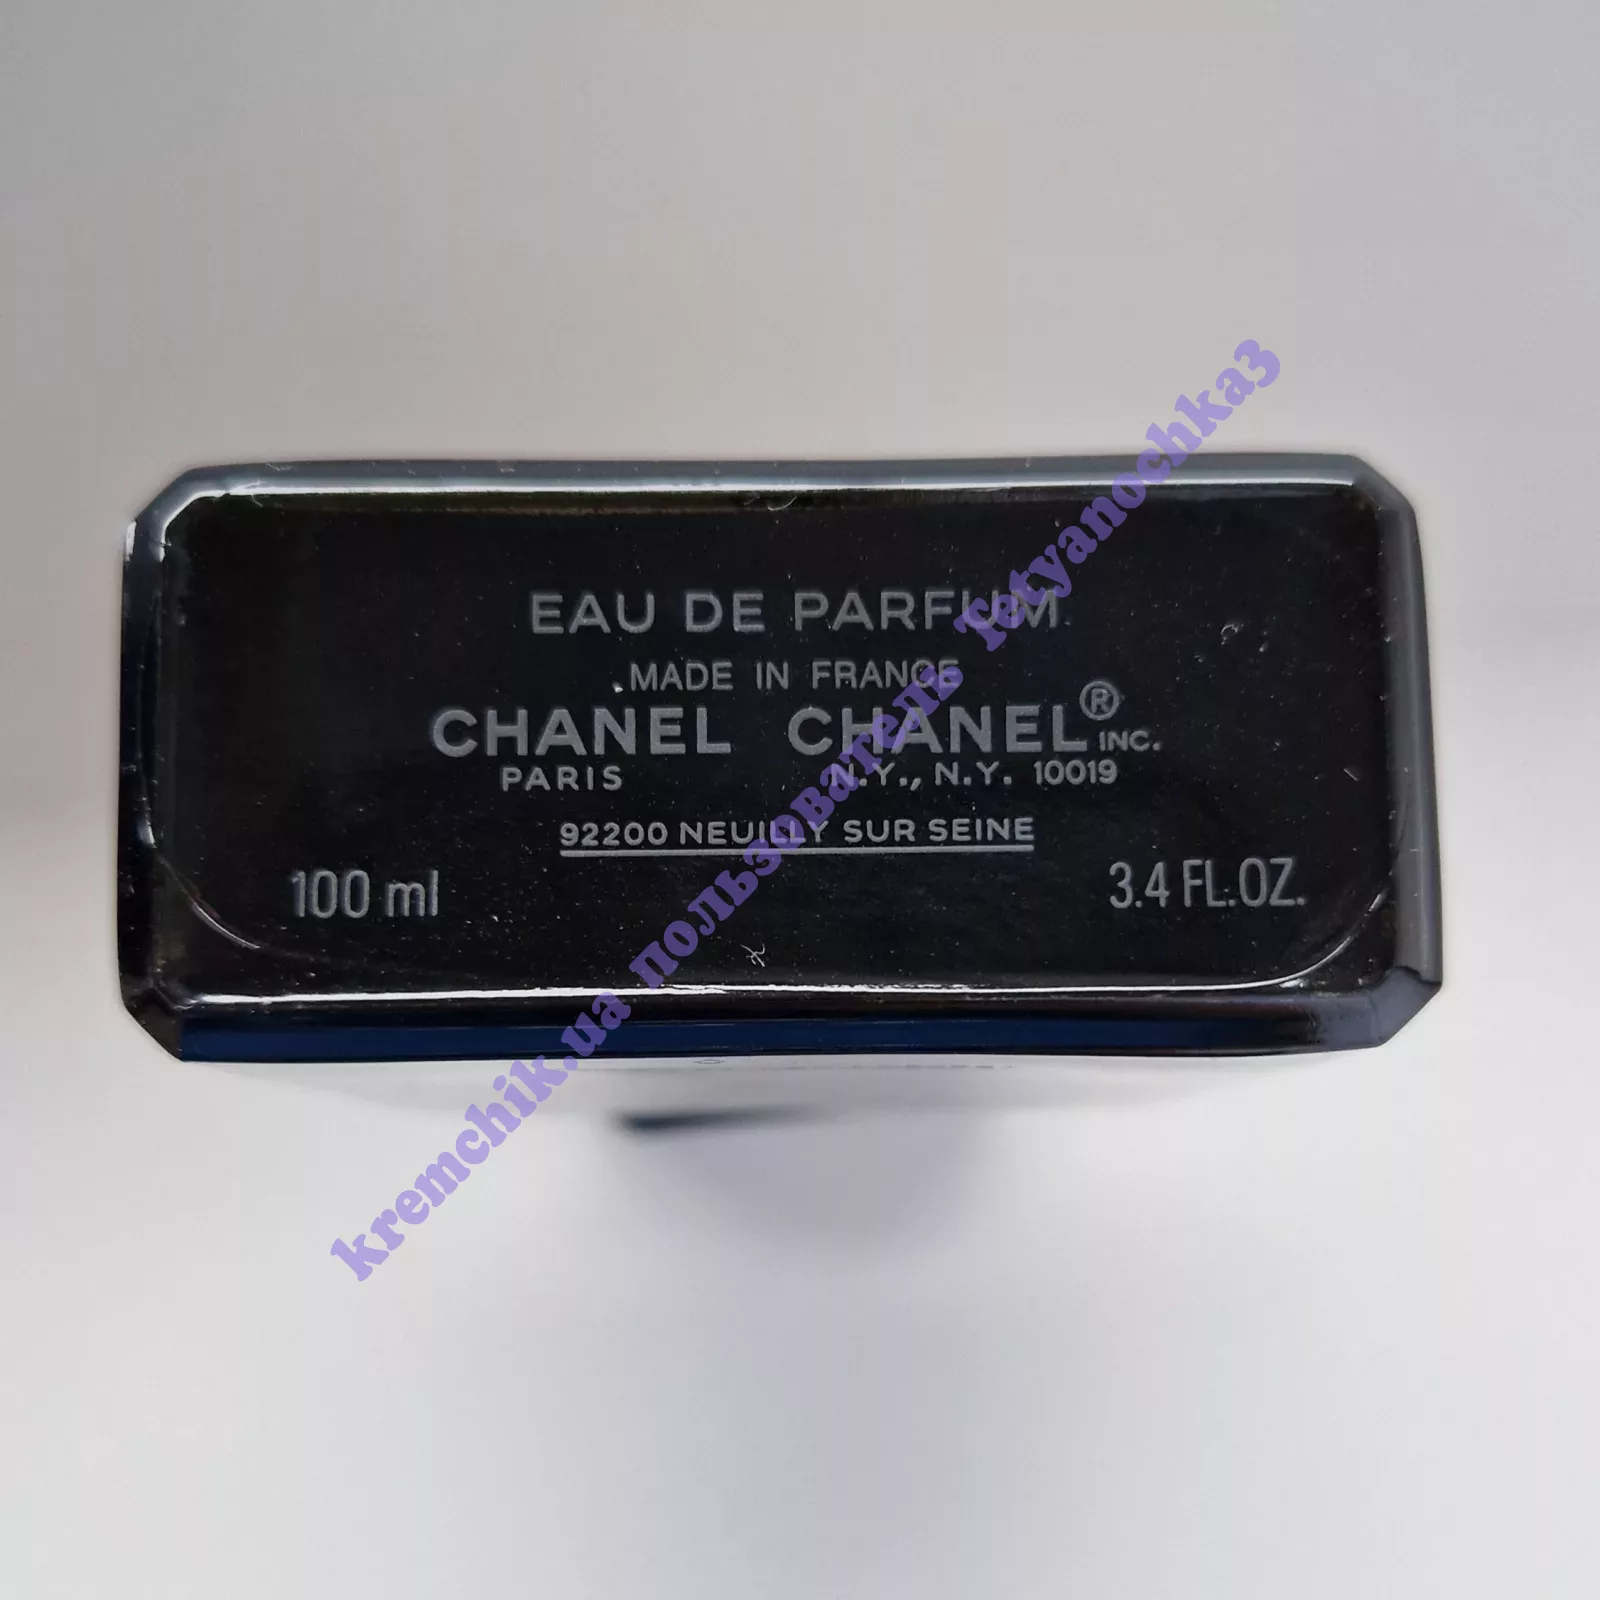 EAU DE PARFUM
.MADE IN FRANCE
CHANEL CHANEL® INC.
PARIS N.Y., N.Y. 10019
92200 NEUILLY SUR SEINE
100 ml 3.4 FL.OZ.
kremchik.ua пользователь Tetyanochka3